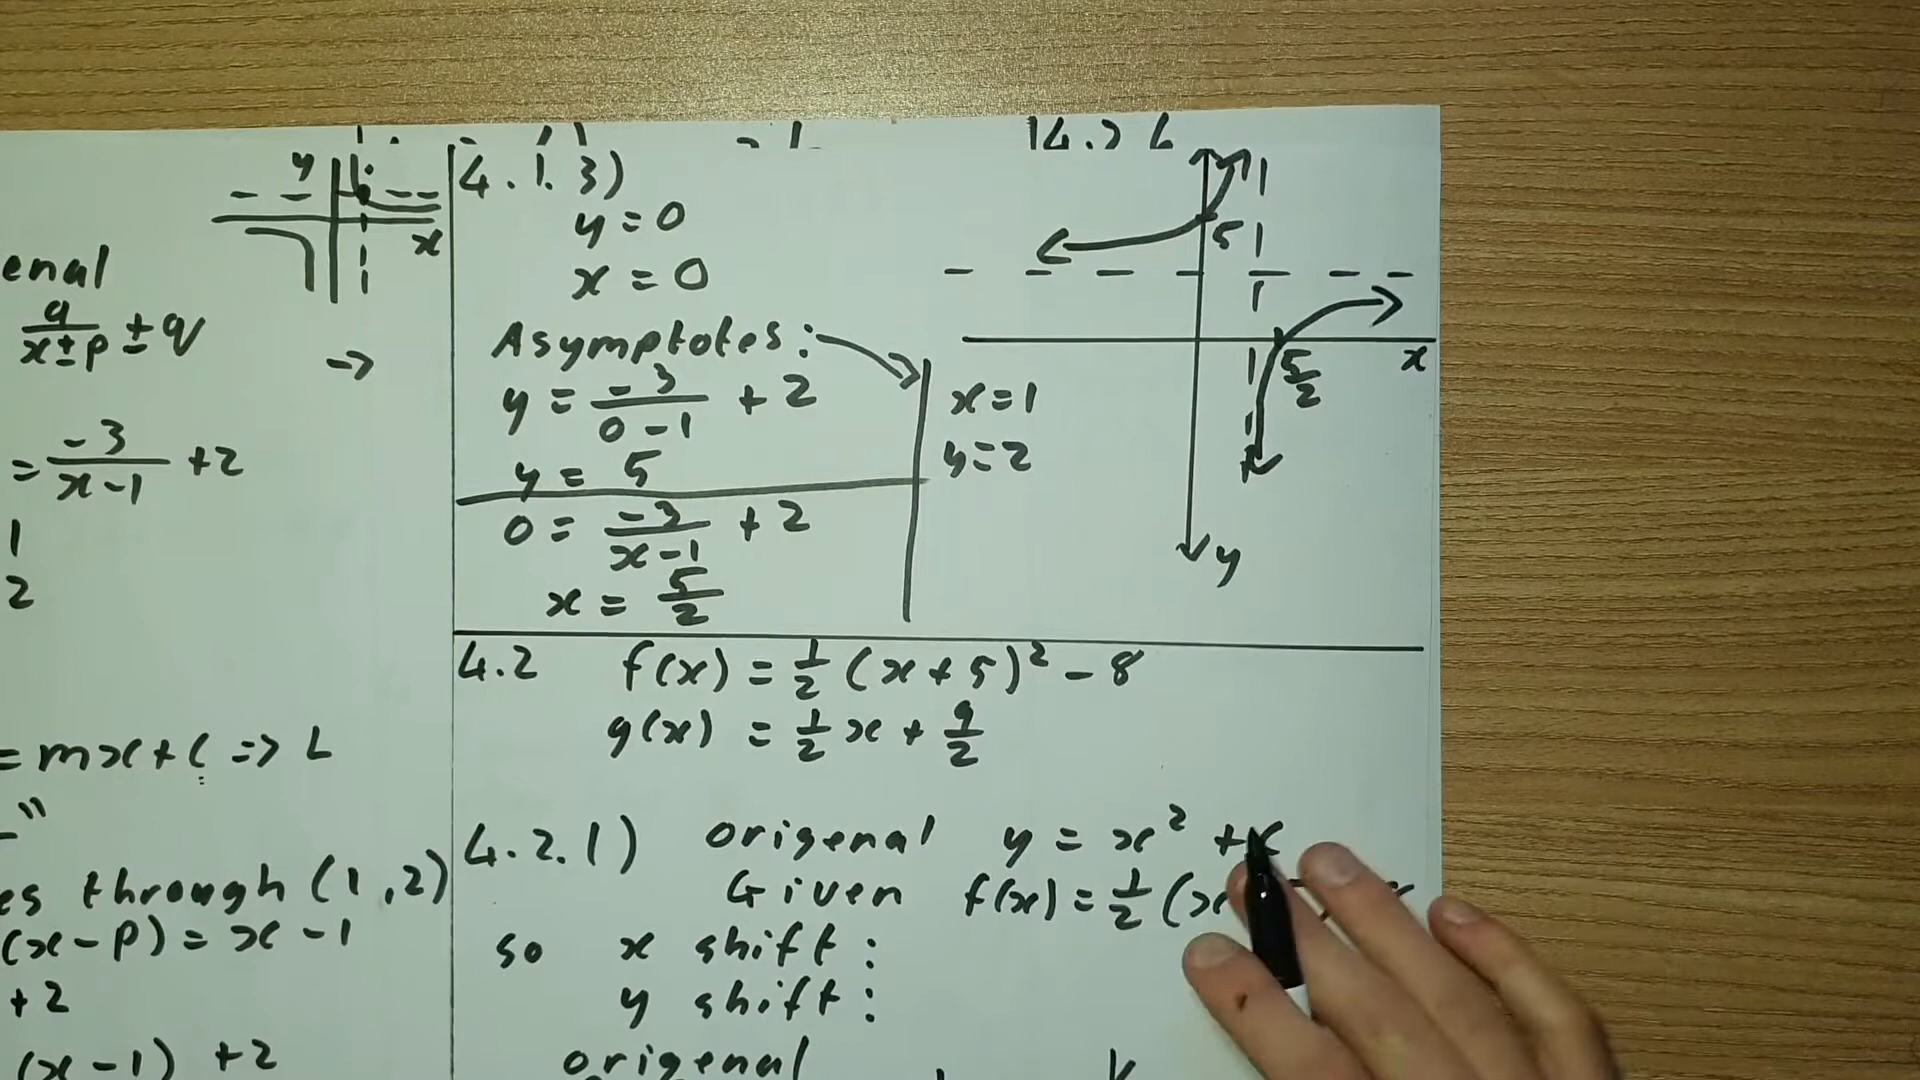 y
x
enal
a/(x±p) ± q
->
= -3/(x-1) +2
1
2
= mx+c => L
"
es through (1,2)
(x-p) = x-1
+2
(x-1) +2
4.1.3)
y=0
x=0
Asymptotes:
y = -3/(0-1) + 2
y = 5
0 = -3/(x-1) + 2
x = 5/2
x=1
y=2
5
5/2
x
y
4.2 f(x) = 1/2 (x+5)² - 8
g(x) = 1/2 x + 9/2
4.2.1) origenal y = x² +
Given f(x) = 1/2 (x
so x shift:
y shift:
origenal